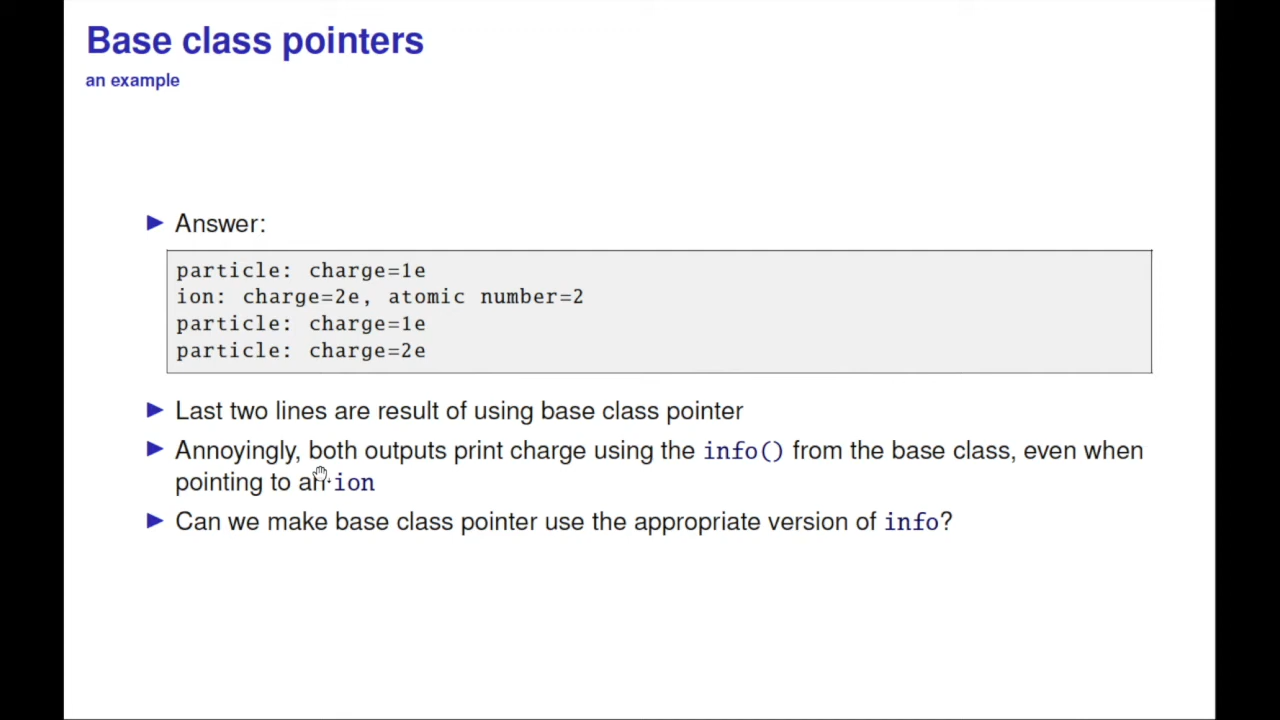 Base class pointers
an example
▶ Answer:
particle: charge=1e
ion: charge=2e, atomic number=2
particle: charge=1e
particle: charge=2e
▶ Last two lines are result of using base class pointer
▶ Annoyingly, both outputs print charge using the info() from the base class, even when
pointing to an ion
▶ Can we make base class pointer use the appropriate version of info?